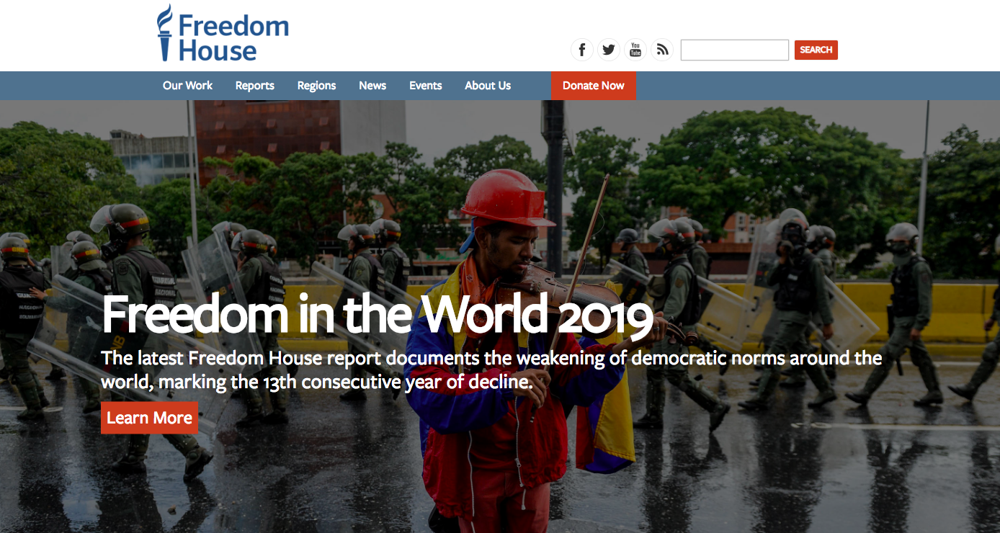 Freedom
House
You
Tube
SEARCH
Our Work Reports Regions News Events About Us Donate Now
Freedom in the World 2019
The latest Freedom House report documents the weakening of democratic norms around the
world, marking the 13th consecutive year of decline.
Learn More